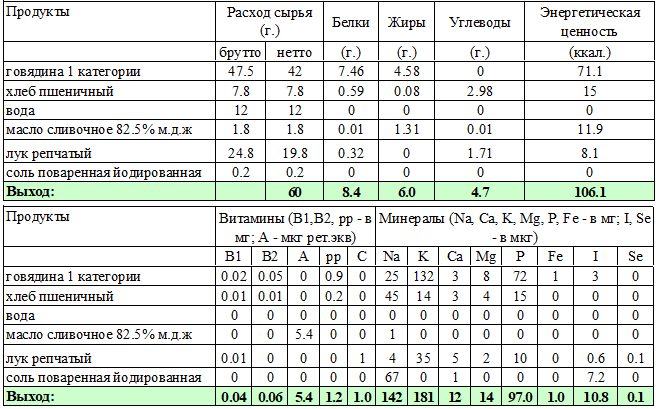 Продукты Расход сырья (г.) Белки Жиры Углеводы Энергетическая ценность
брутто нетто (г.) (г.) (г.) (ккал.)
говядина 1 категории 47.5 42 7.46 4.58 0 71.1
хлеб пшеничный 7.8 7.8 0.59 0.08 2.98 15
вода 12 12 0 0 0 0
масло сливочное 82.5% м.д.ж 1.8 1.8 0.01 1.31 0.01 11.9
лук репчатый 24.8 19.8 0.32 0 1.71 8.1
соль поваренная йодированная 0.2 0.2 0 0 0 0
Выход: 60 8.4 6.0 4.7 106.1
Продукты Витамины (B1,B2, pp - в мг; A - мкг рет.экв) Минералы (Na, Ca, K, Mg, P, Fe - в мг; I, Se - в мкг)
B1 B2 A pp C Na K Ca Mg P Fe I Se
говядина 1 категории 0.02 0.05 0 0.9 0 25 132 3 8 72 1 3 0
хлеб пшеничный 0.01 0.01 0 0.2 0 45 14 3 4 15 0 0 0
вода 0 0 0 0 0 0 0 0 0 0 0 0 0
масло сливочное 82.5% м.д.ж 0 0 5.4 0 0 1 0 0 0 0 0 0 0
лук репчатый 0.01 0 0 0 1 4 35 5 2 10 0 0.6 0.1
соль поваренная йодированная 0 0 0 0 0 67 0 1 0 0 0 7.2 0
Выход: 0.04 0.06 5.4 1.2 1.0 142 181 12 14 97.0 1.0 10.8 0.1